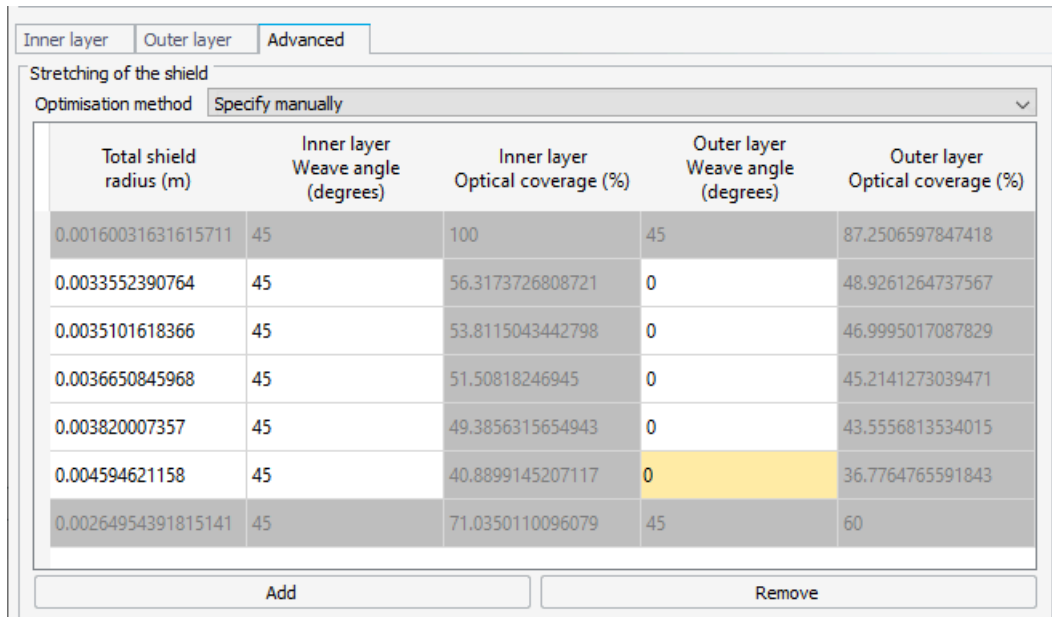 Inner layer Outer layer Advanced
Stretching of the shield
Optimisation method Specify manually
Total shield radius (m) Inner layer Weave angle (degrees) Inner layer Optical coverage (%) Outer layer Weave angle (degrees) Outer layer Optical coverage (%)
0.00160031631615711 45 100 45 87.2506597847418
0.0033552390764 45 56.3173726808721 0 48.9261264737567
0.0035101618366 45 53.8115043442798 0 46.9995017087829
0.0036650845968 45 51.50818246945 0 45.2141273039471
0.003820007357 45 49.3856315654943 0 43.5556813534015
0.004594621158 45 40.8899145207117 0 36.7764765591843
0.00264954391815141 45 71.0350110096079 45 60
Add Remove